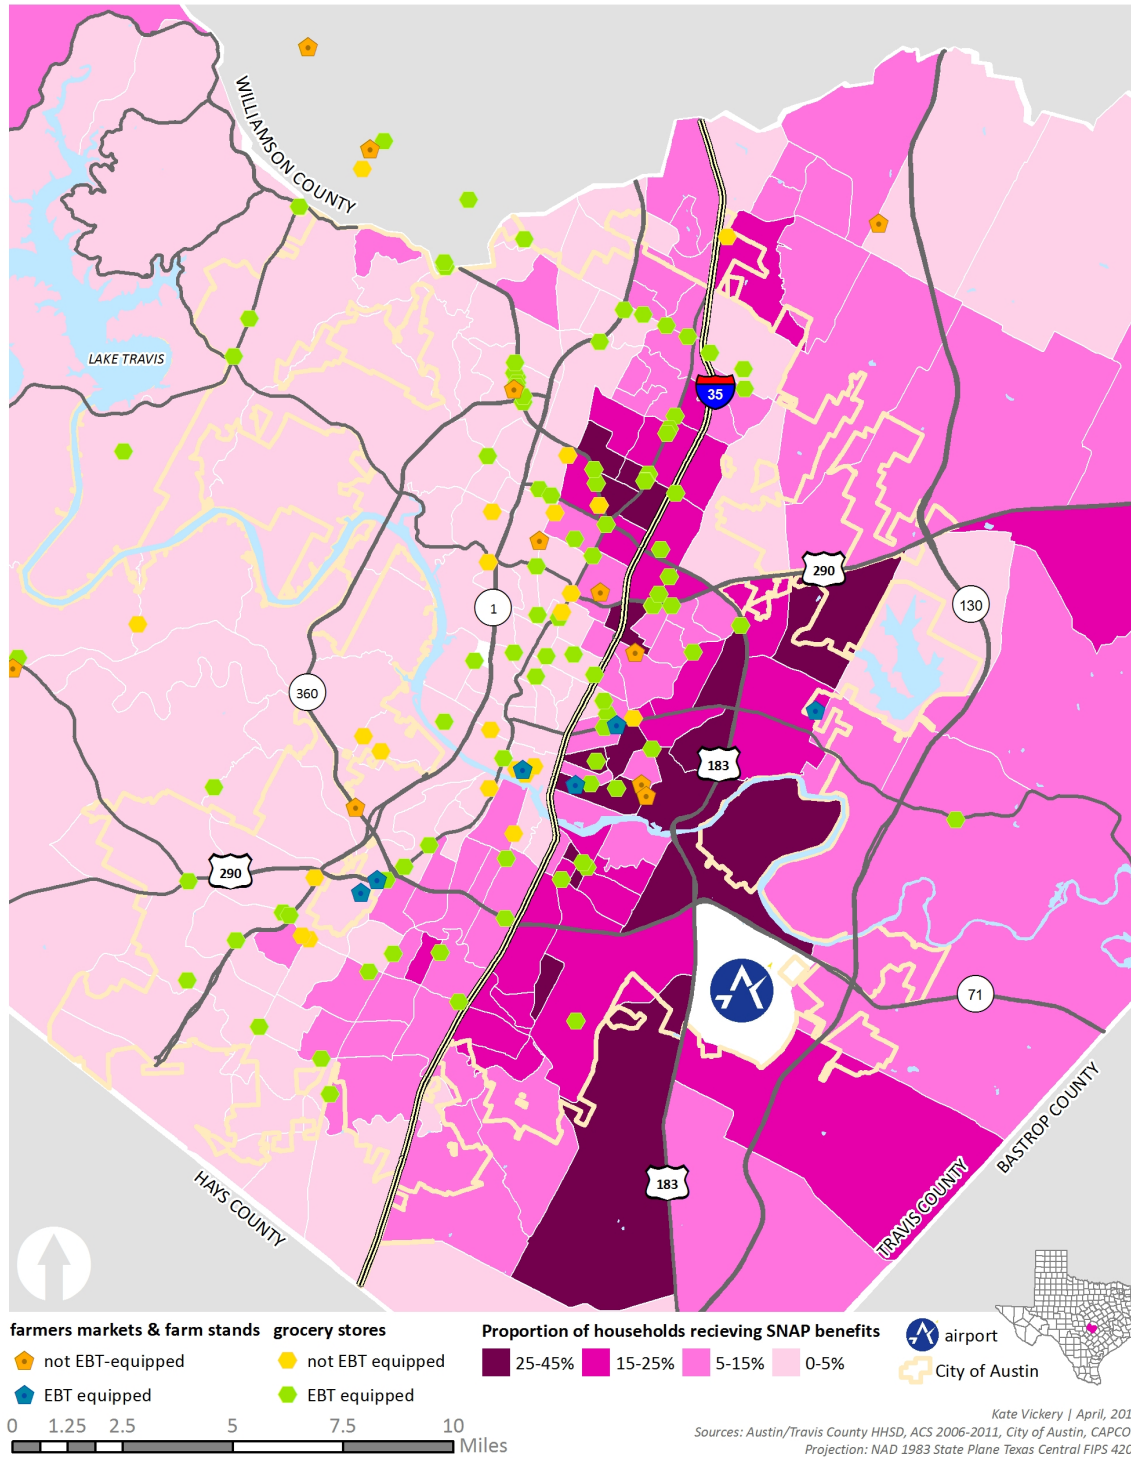 WILLIAMSON COUNTY
LAKE TRAVIS
35
290
1
130
360
183
290
71
183
BASTROP COUNTY
TRAVIS COUNTY
HAYS COUNTY
farmers markets & farm stands
not EBT-equipped
EBT equipped
grocery stores
not EBT equipped
EBT equipped
Proportion of households recieving SNAP benefits
25-45%
15-25%
5-15%
0-5%
airport
City of Austin
0 1.25 2.5 5 7.5 10
Miles
Kate Vickery | April, 201
Sources: Austin/Travis County HHSD, ACS 2006-2011, City of Austin, CAPCO
Projection: NAD 1983 State Plane Texas Central FIPS 420